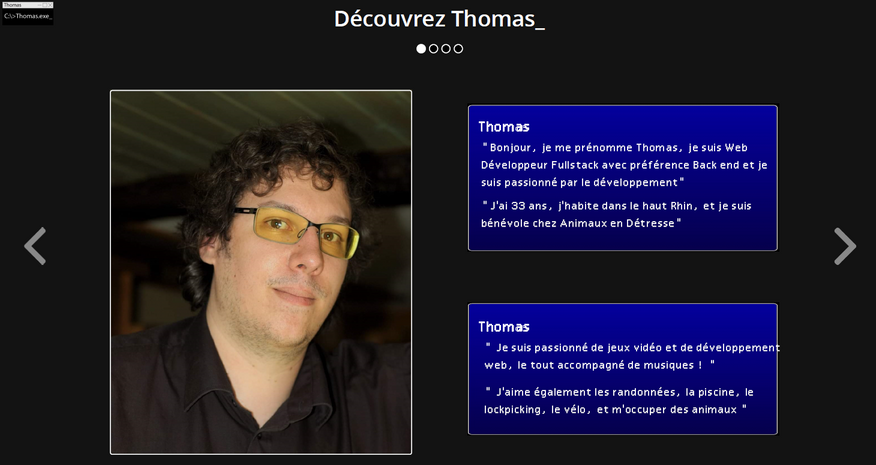 Thomas
C:\>Thomas.exe_
Découvrez Thomas_
Thomas
"Bonjour, je me prénomme Thomas, je suis Web
Développeur Fullstack avec préférence Back end et je
suis passionné par le développement"
"J'ai 33 ans, j'habite dans le haut Rhin, et je suis
bénévole chez Animaux en Détresse"
Thomas
" Je suis passionné de jeux vidéo et de développement
web, le tout accompagné de musiques ! "
" J'aime également les randonnées, la piscine, le
lockpicking, le vélo, et m'occuper des animaux "